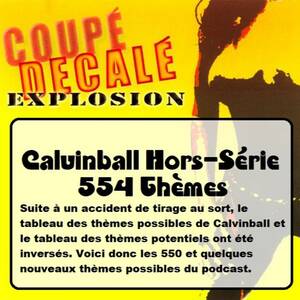 COUPÉ
DECALÉ
EXPLOSION
Calvinball Hors-Série
554 Thèmes
Suite à un accident de tirage au sort, le
tableau des thèmes possibles de Calvinball et
le tableau des thèmes potentiels ont été
inversés. Voici donc les 550 et quelques
nouveaux thèmes possibles du podcast.